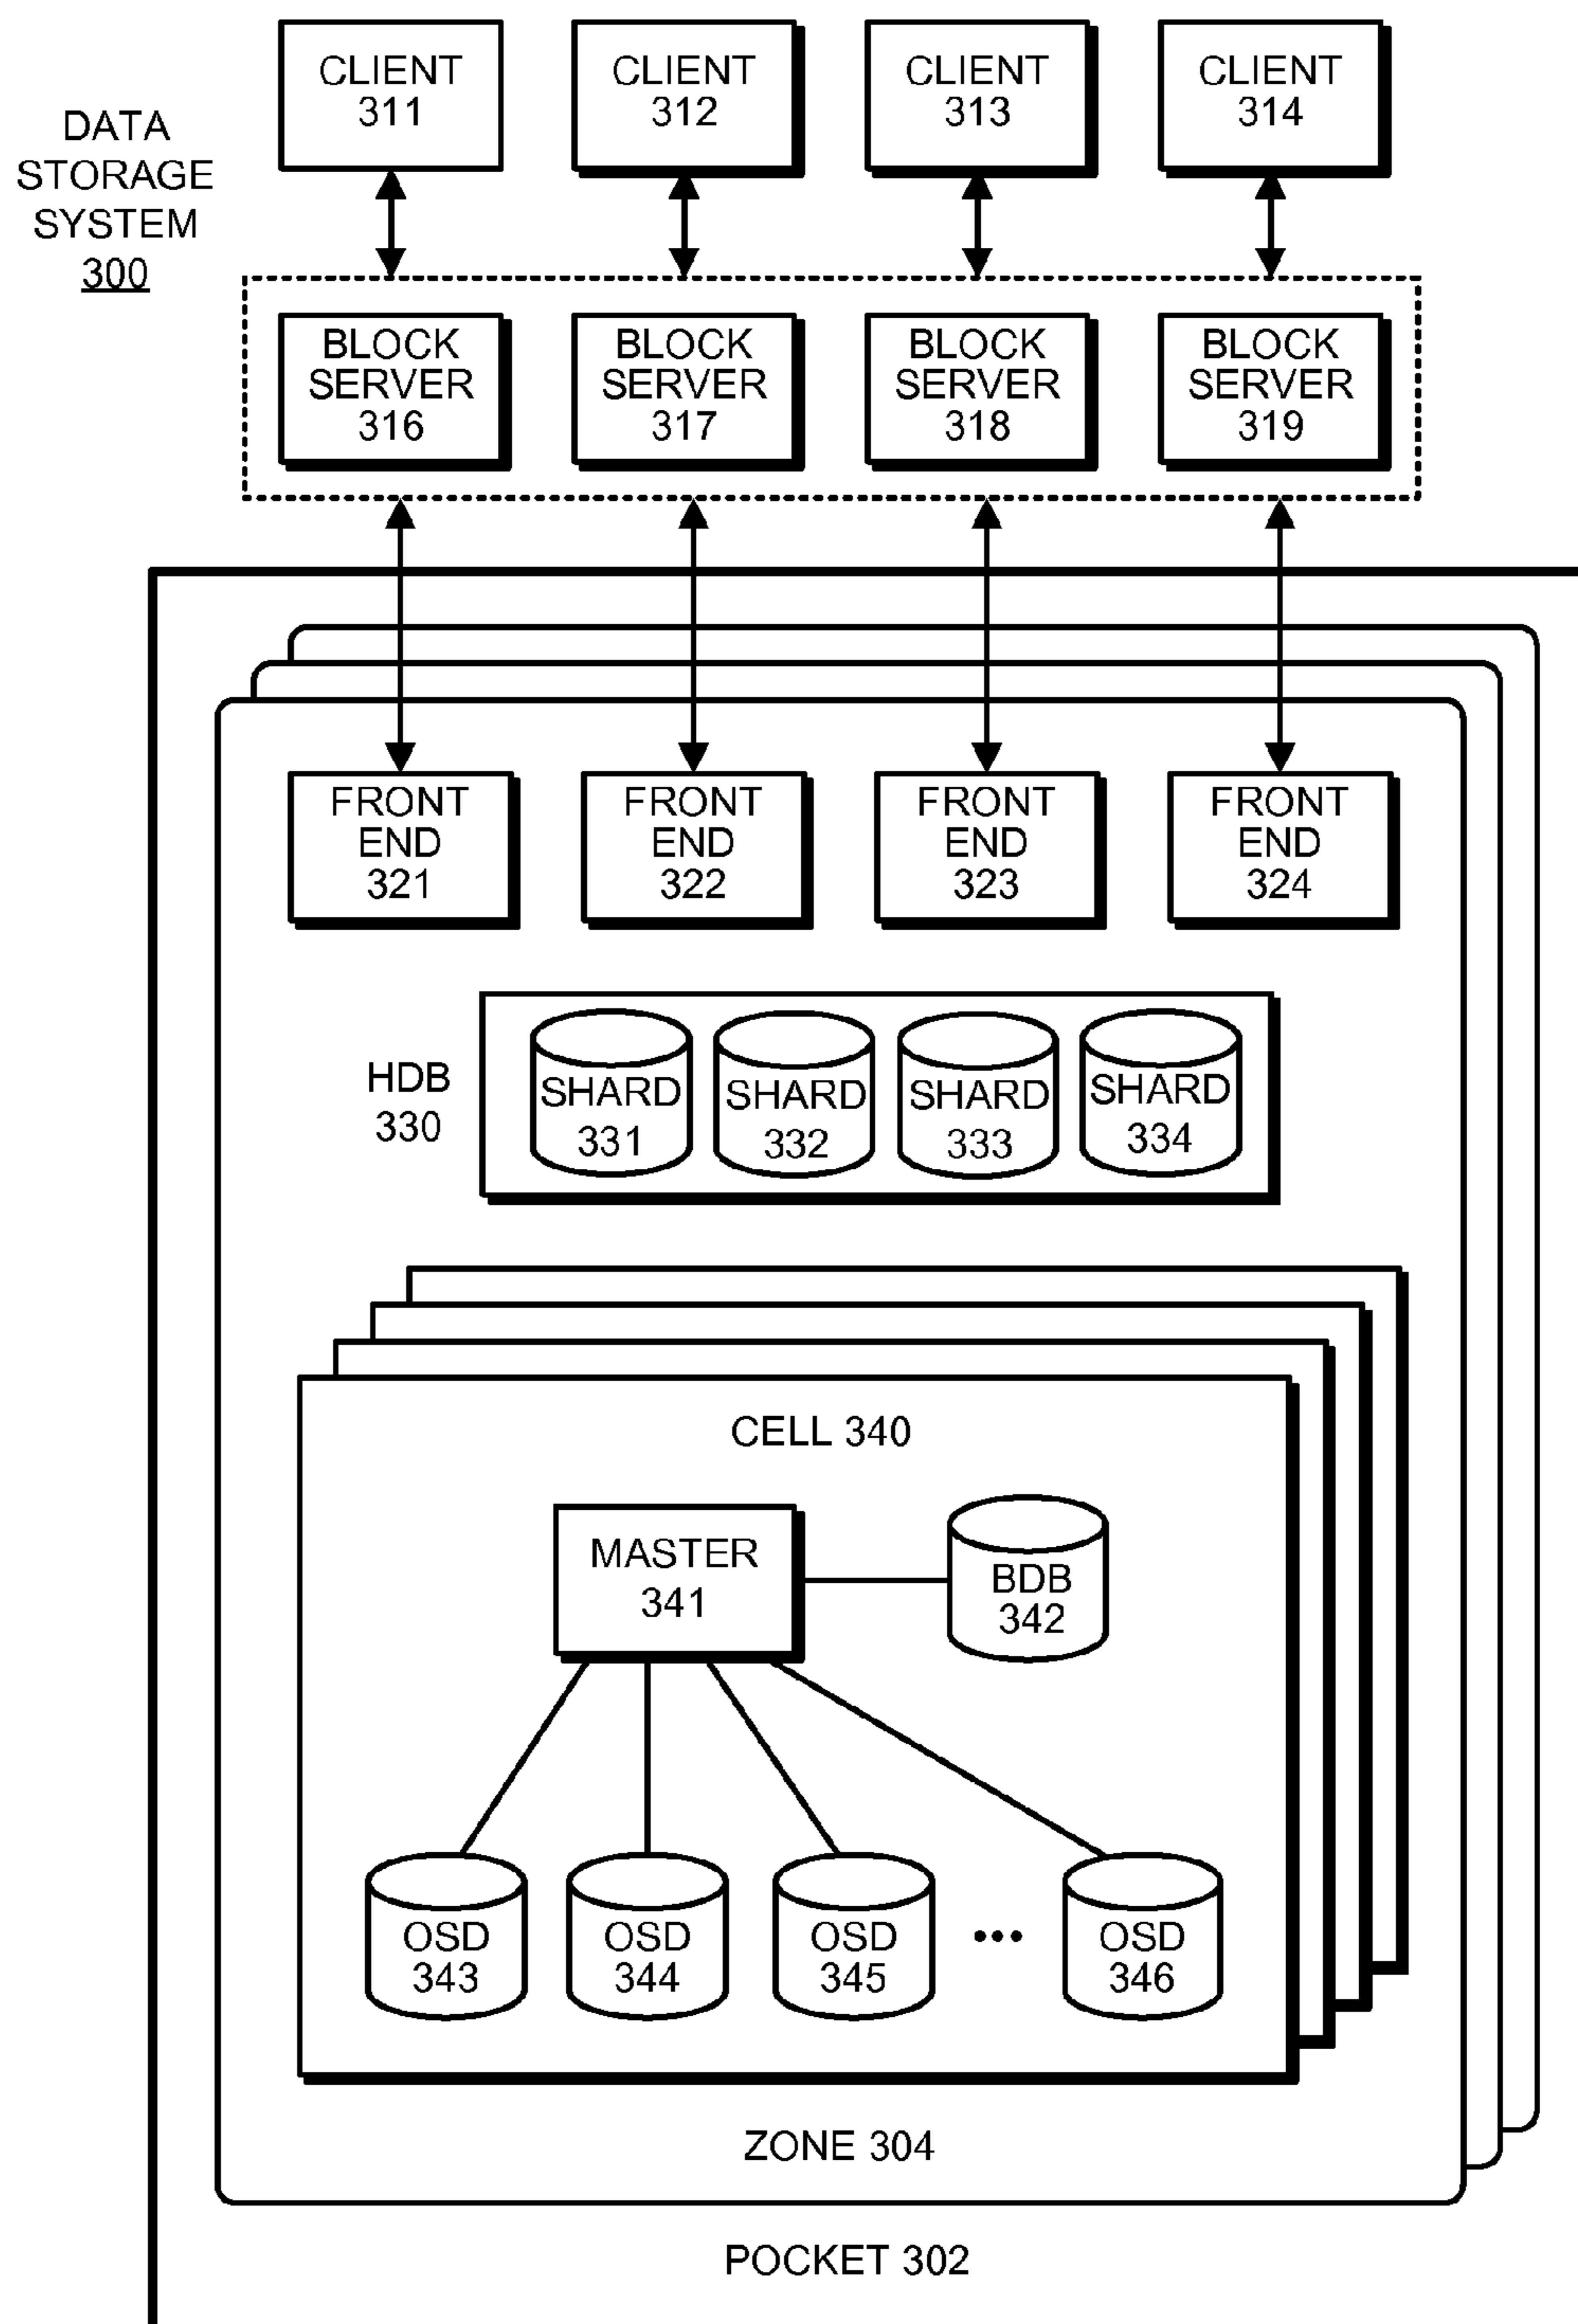 CLIENT
311
CLIENT
312
CLIENT
313
CLIENT
314
DATA
STORAGE
SYSTEM
300
BLOCK
SERVER
316
BLOCK
SERVER
317
BLOCK
SERVER
318
BLOCK
SERVER
319
FRONT
END
321
FRONT
END
322
FRONT
END
323
FRONT
END
324
HDB
330
SHARD
331
SHARD
332
SHARD
333
SHARD
334
CELL 340
MASTER
341
BDB
342
OSD
343
OSD
344
OSD
345
•••
OSD
346
ZONE 304
POCKET 302